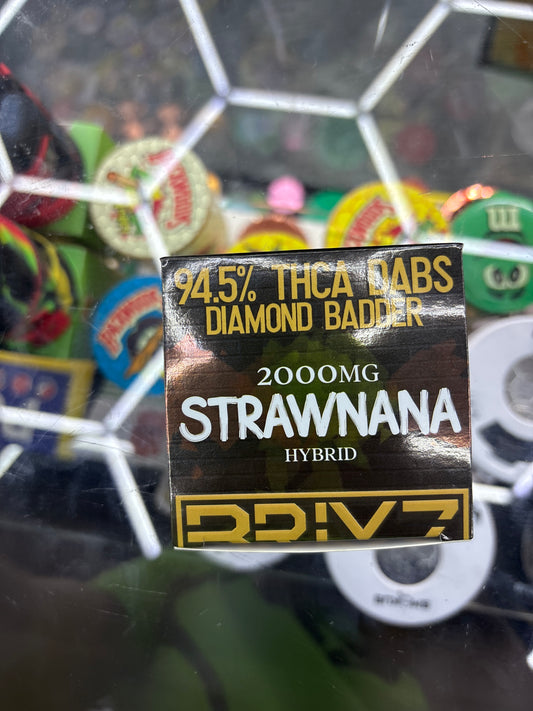 94.5% THCA DABS
DIAMOND BADDER
2000MG
STRAWNANA
HYBRID